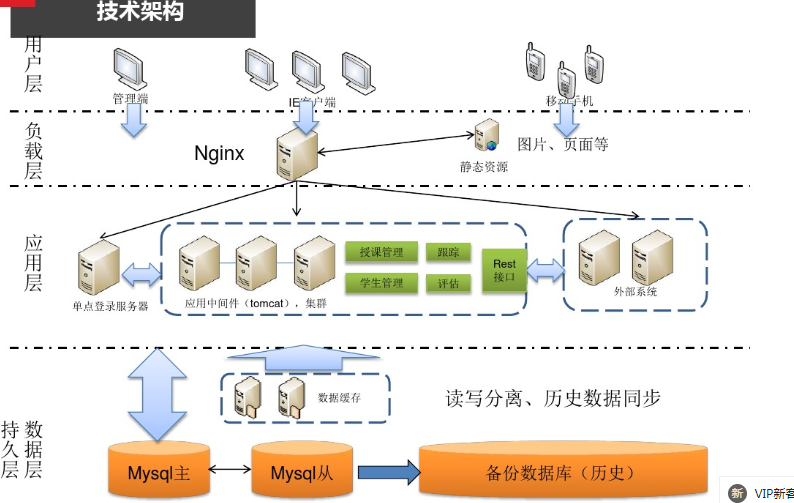 技术架构
用户层
管理端
IE客户端
移动手机
负载层
Nginx
静态资源
图片、页面等
应用层
单点登录服务器
应用中间件（tomcat），集群
授课管理
跟踪
学生管理
评估
Rest
接口
外部系统
数据缓存
读写分离、历史数据同步
持久层
数据层
Mysql主
Mysql从
备份数据库（历史）
新 VIP新客